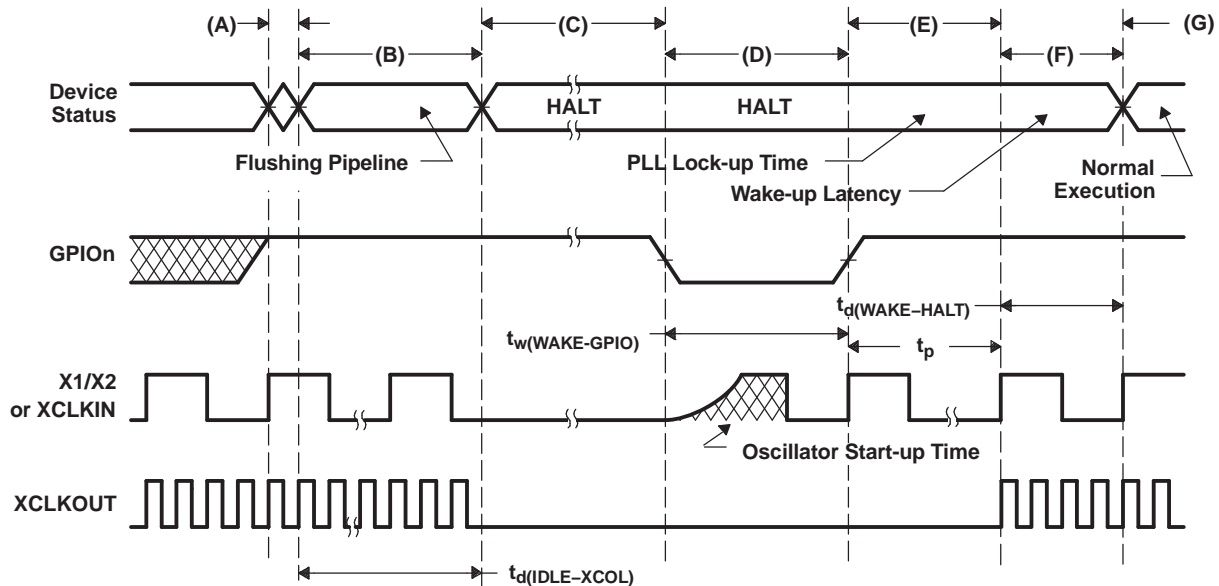 (A)
(B)
(C)
(D)
(E)
(F)
(G)
Device
Status
HALT
HALT
Flushing Pipeline
PLL Lock-up Time
Wake-up Latency
Normal
Execution
GPIOn
td(WAKE–HALT)
tw(WAKE-GPIO)
tp
X1/X2
or XCLKIN
Oscillator Start-up Time
XCLKOUT
td(IDLE–XCOL)